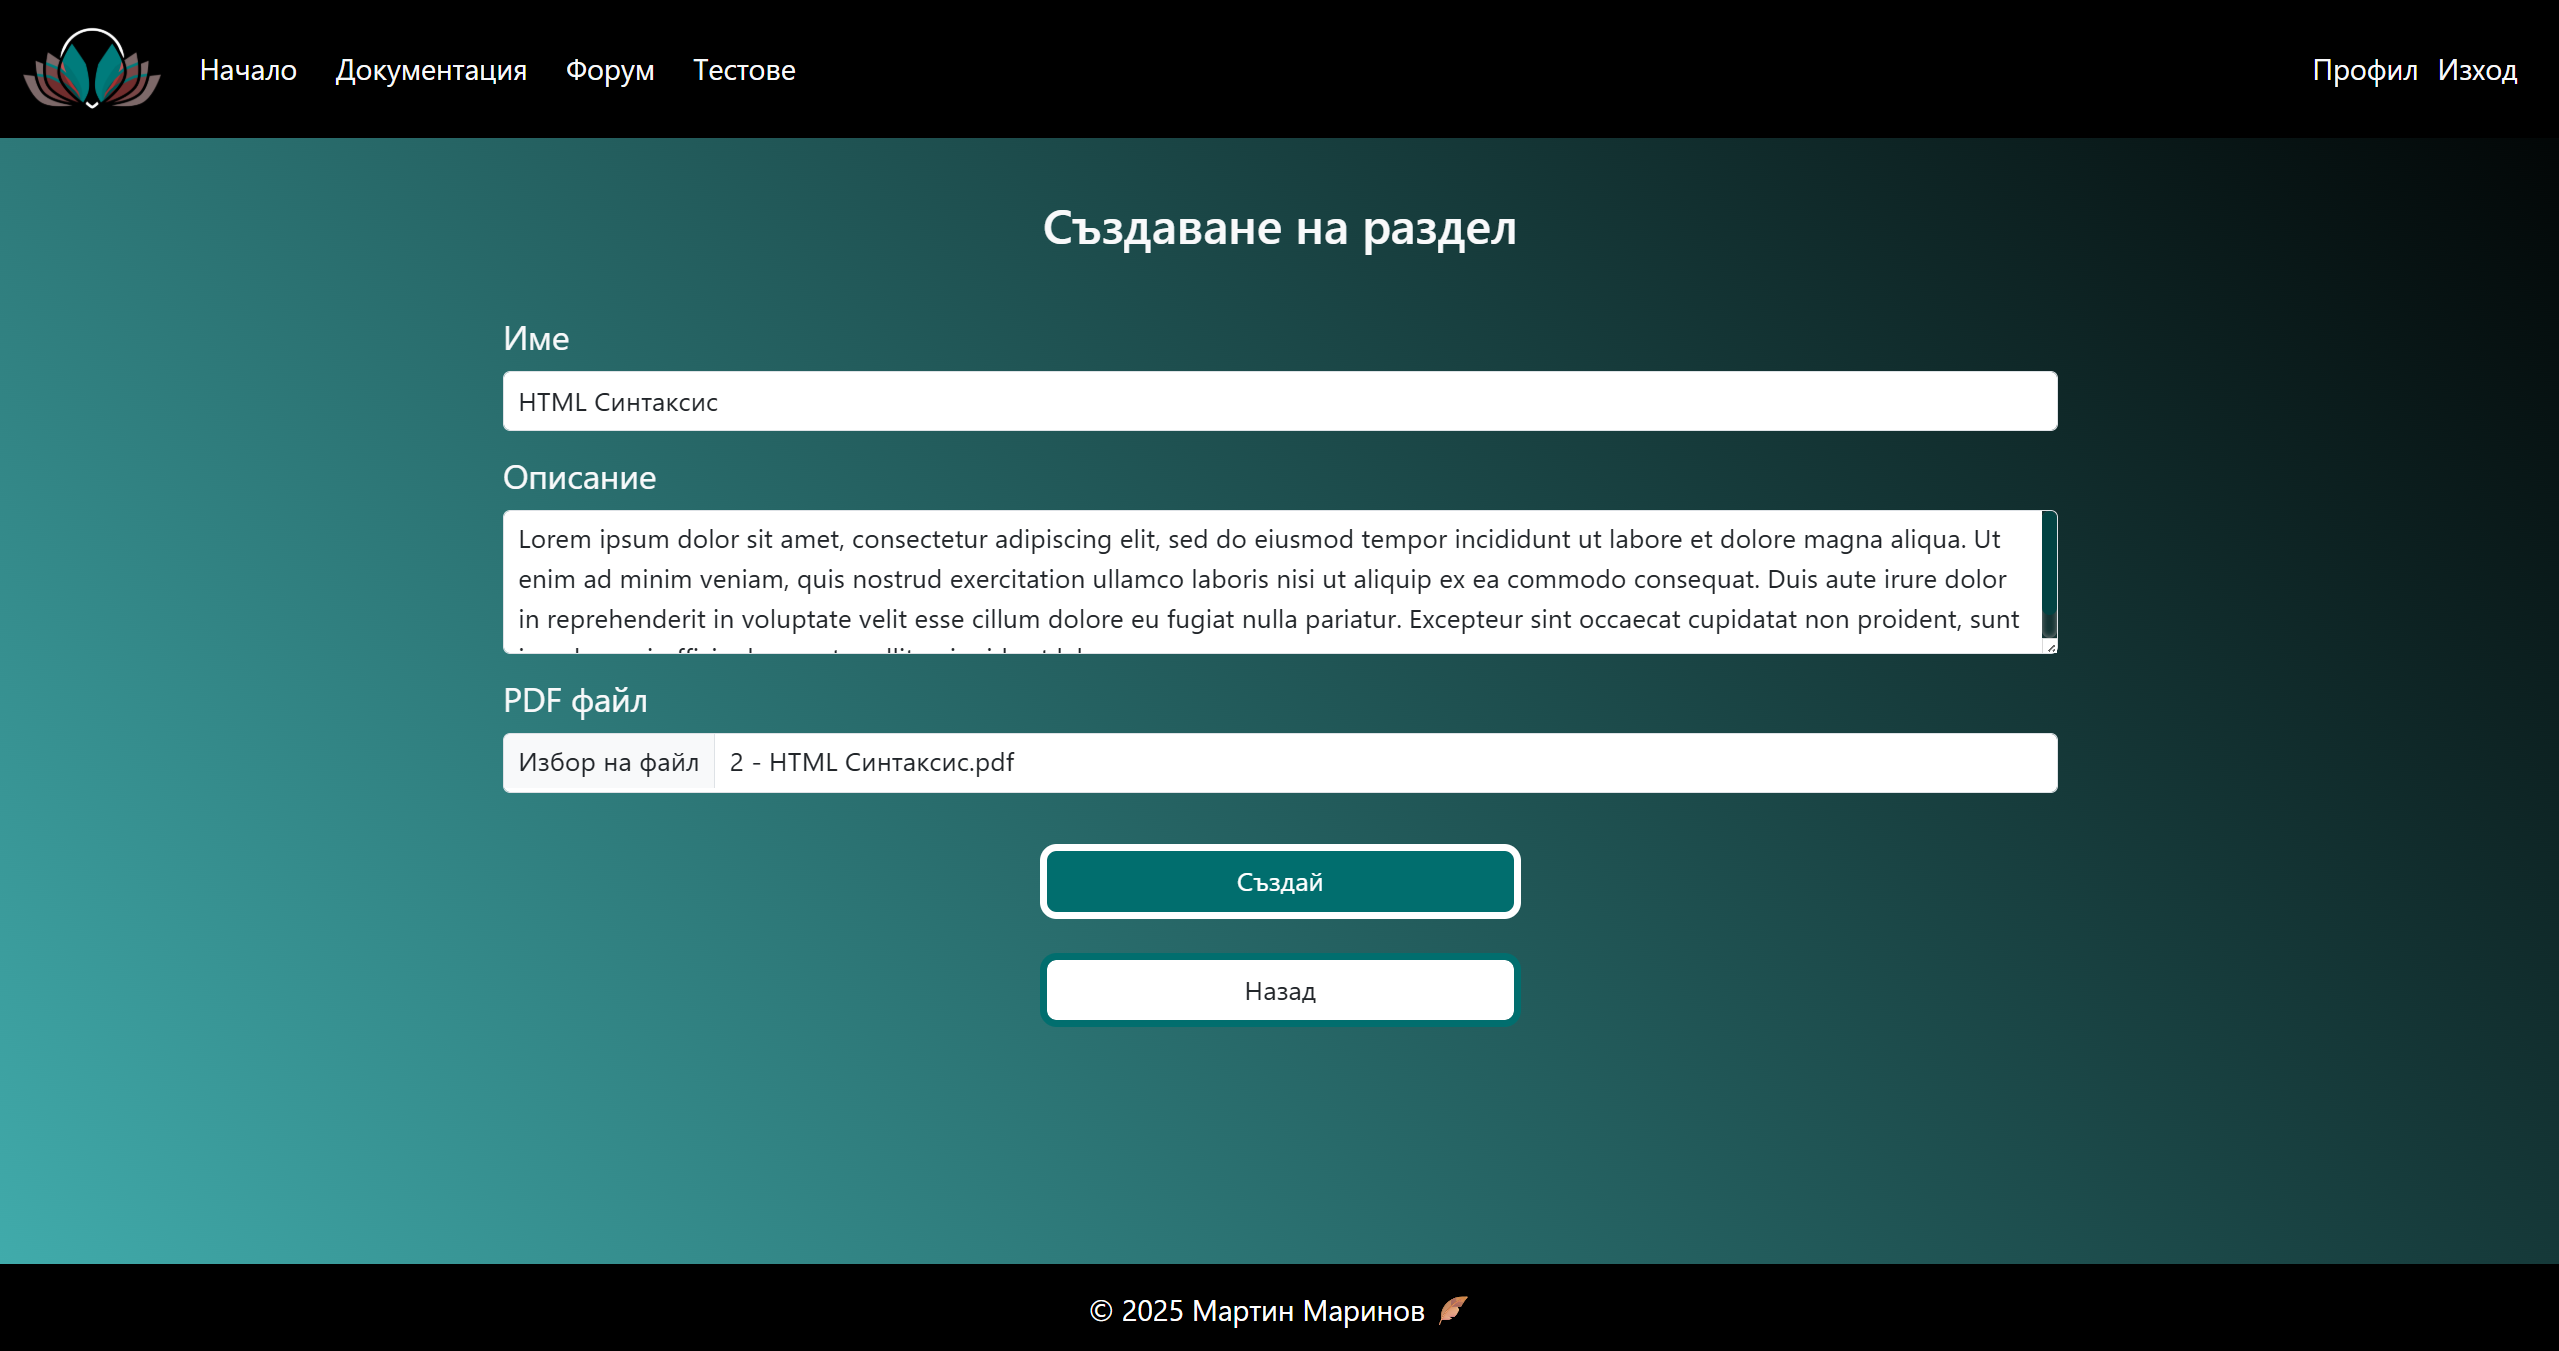 Начало Документация Форум Тестове Профил Изход
Създаване на раздел
Име
HTML Синтаксис
Описание
Lorem ipsum dolor sit amet, consectetur adipiscing elit, sed do eiusmod tempor incididunt ut labore et dolore magna aliqua. Ut
enim ad minim veniam, quis nostrud exercitation ullamco laboris nisi ut aliquip ex ea commodo consequat. Duis aute irure dolor
in reprehenderit in voluptate velit esse cillum dolore eu fugiat nulla pariatur. Excepteur sint occaecat cupidatat non proident, sunt
PDF файл
Избор на файл 2 - HTML Синтаксис.pdf
Създай
Назад
© 2025 Мартин Маринов